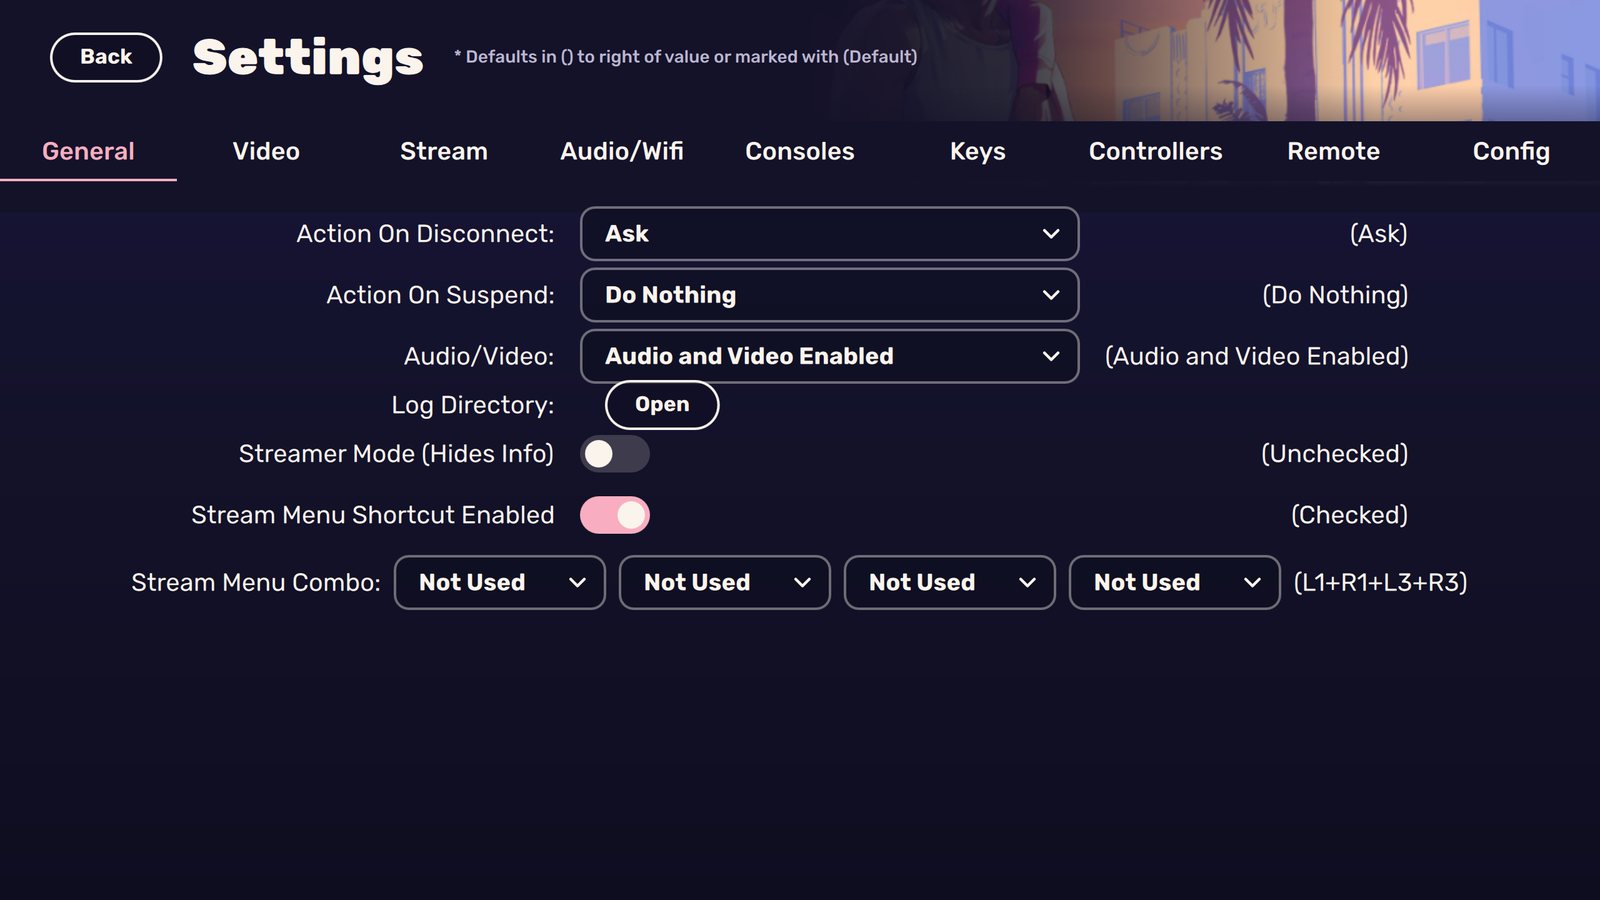 Back
Settings
* Defaults in () to right of value or marked with (Default)
General Video Stream Audio/Wifi Consoles Keys Controllers Remote Config
Action On Disconnect: Ask (Ask)
Action On Suspend: Do Nothing (Do Nothing)
Audio/Video: Audio and Video Enabled (Audio and Video Enabled)
Log Directory: Open
Streamer Mode (Hides Info) (Unchecked)
Stream Menu Shortcut Enabled (Checked)
Stream Menu Combo: Not Used Not Used Not Used Not Used (L1+R1+L3+R3)